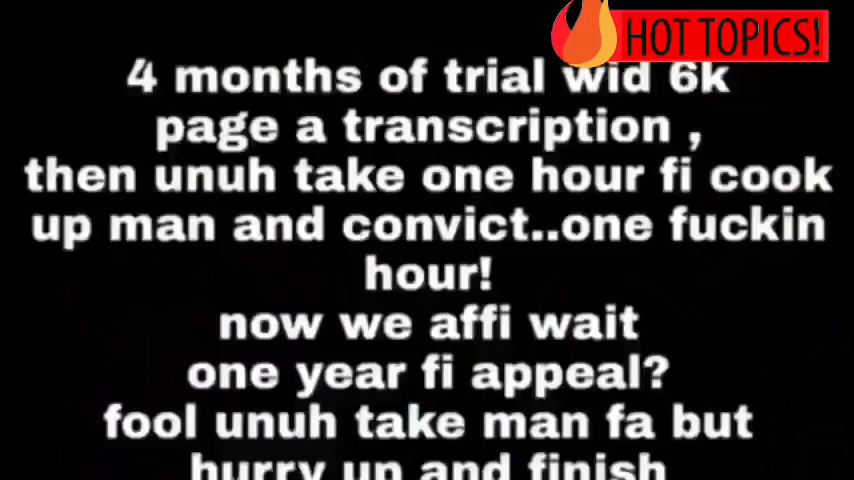 HOT TOPICS!
4 months of trial wid 6k
page a transcription ,
then unuh take one hour fi cook
up man and convict..one fuckin
hour!
now we affi wait
one year fi appeal?
fool unuh take man fa but
hurry up and finish